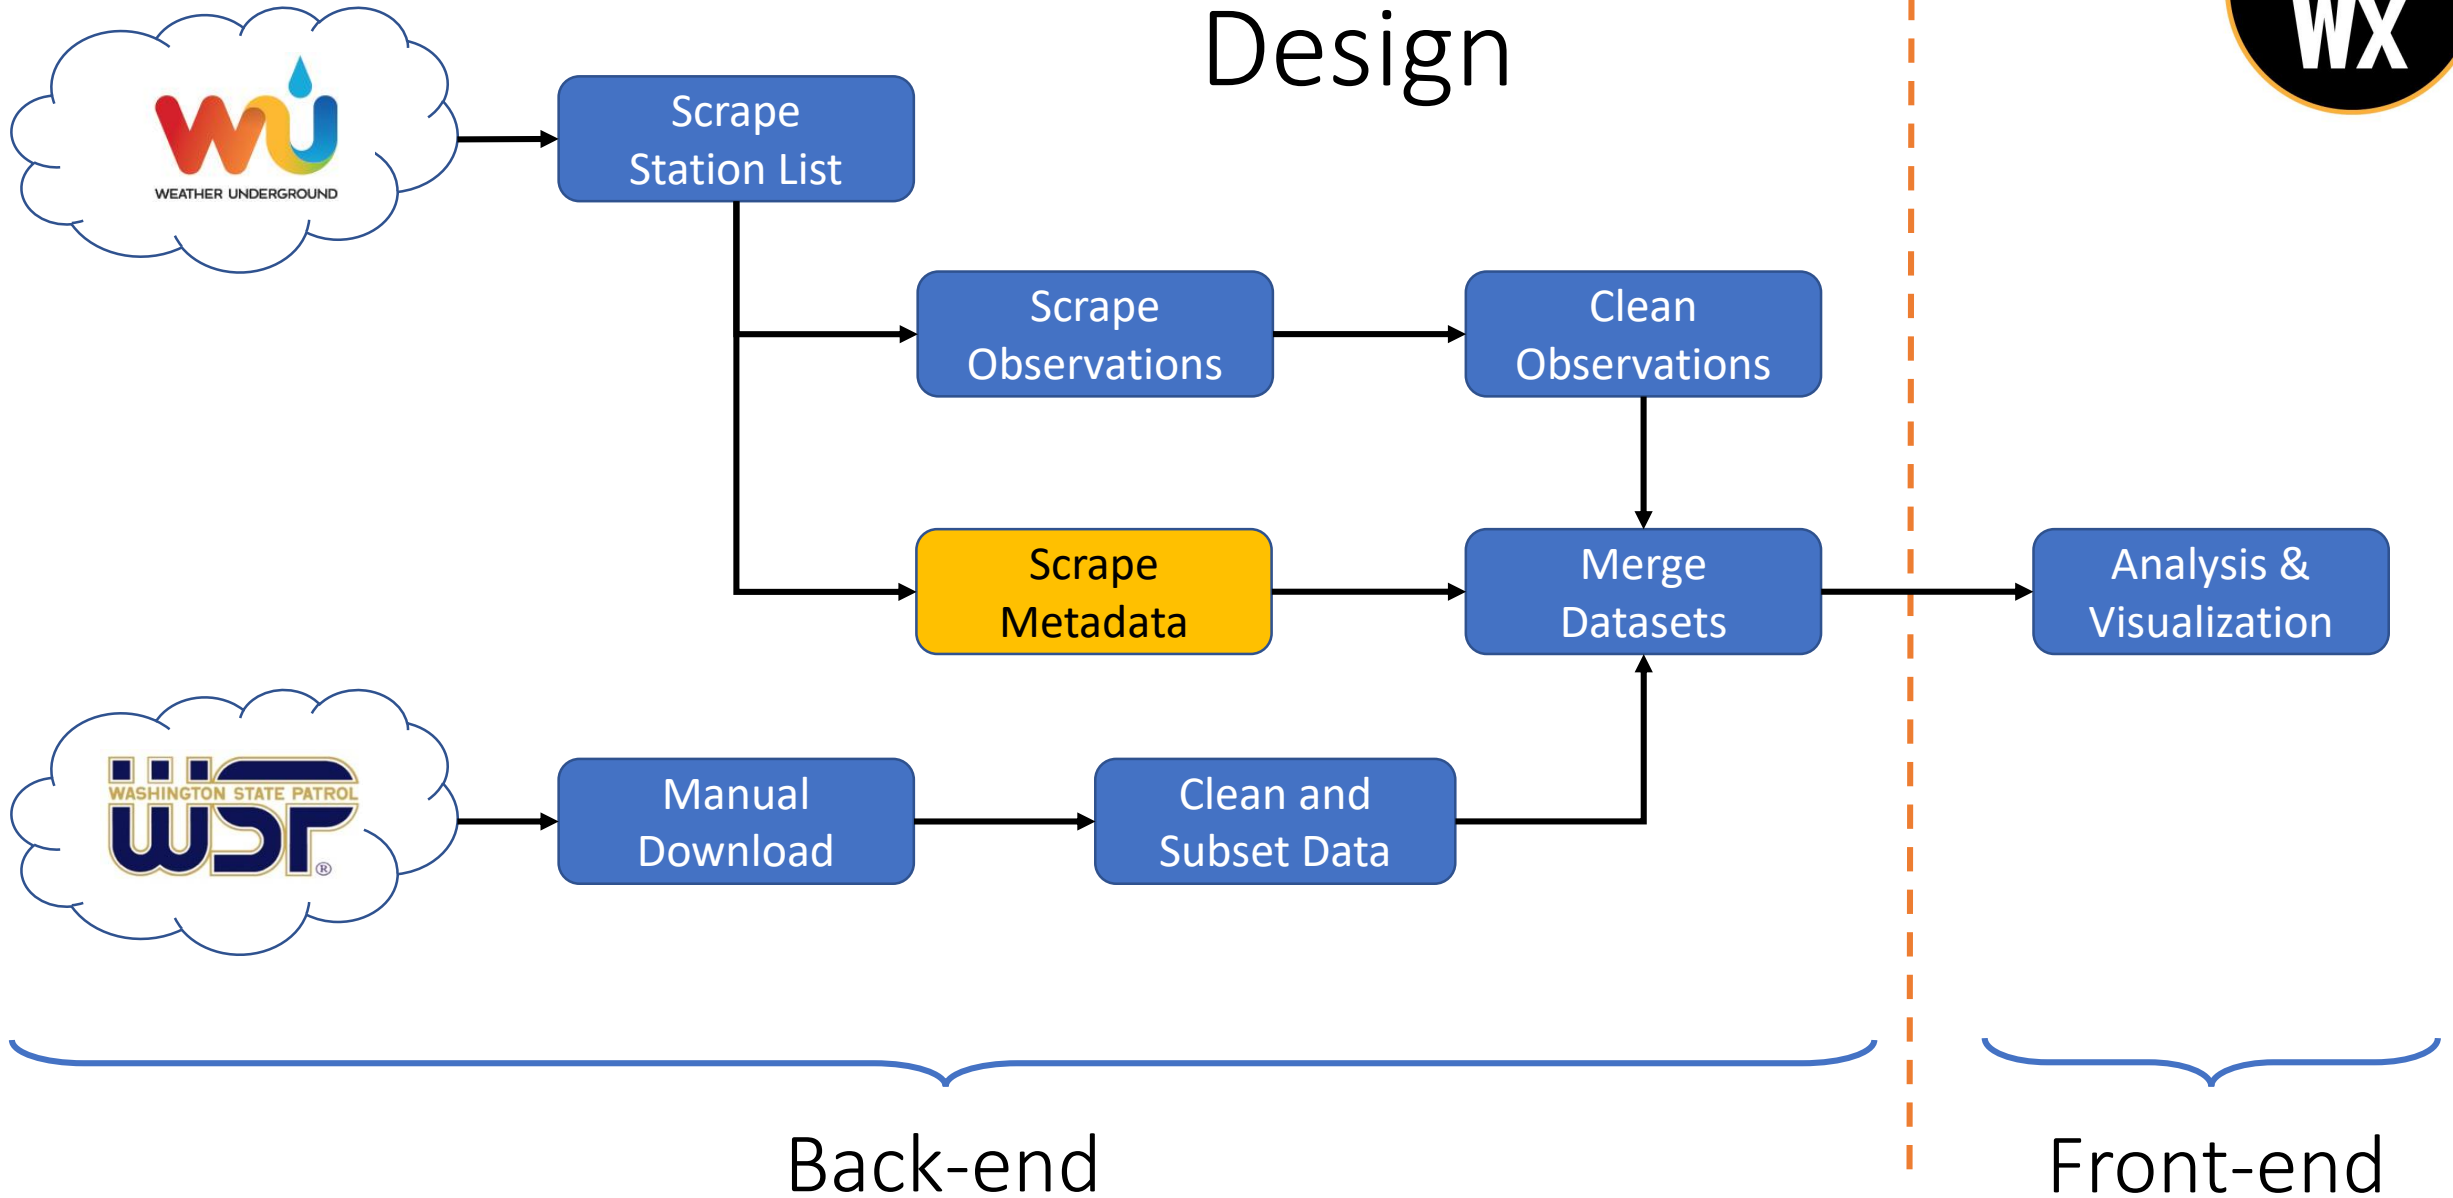 Design
WX
WU
WEATHER UNDERGROUND
Scrape
Station List
Scrape
Observations
Clean
Observations
Scrape
Metadata
Merge
Datasets
Analysis &
Visualization
WASHINGTON STATE PATROL
WSP®
Manual
Download
Clean and
Subset Data
Back-end
Front-end